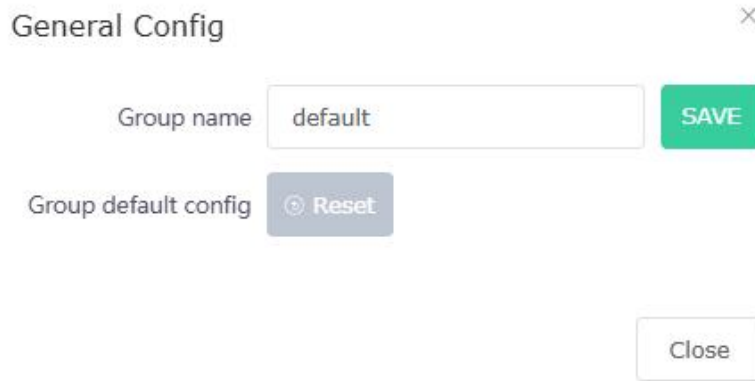 General Config
Group name default SAVE
Group default config Reset
Close